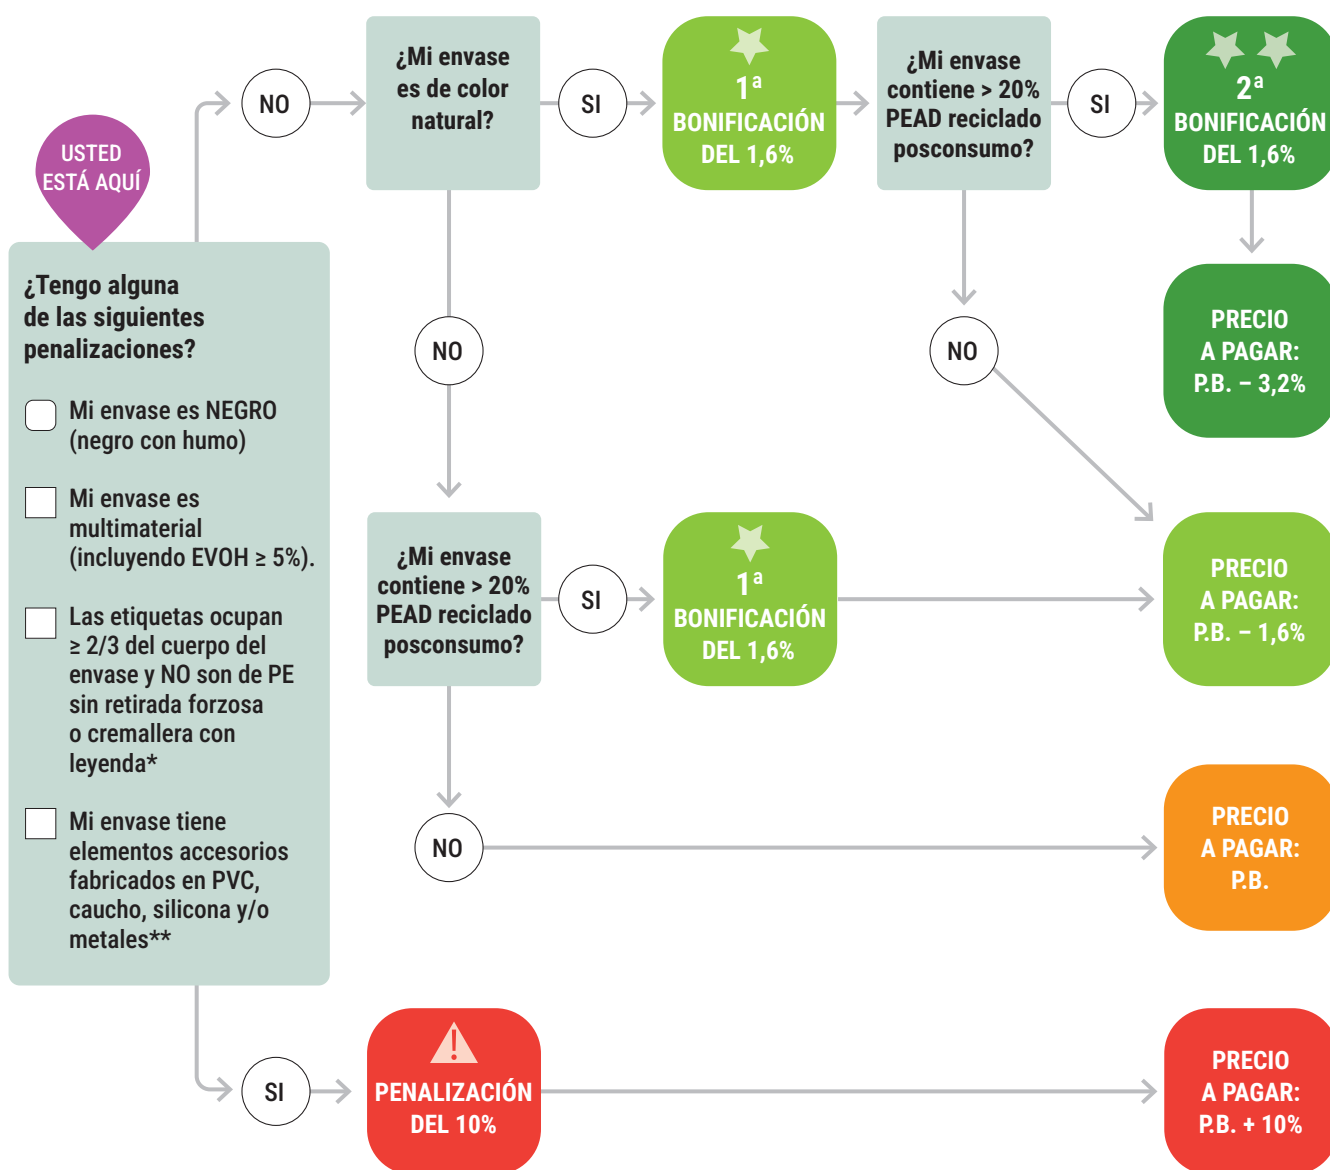 USTED
ESTÁ AQUÍ
¿Tengo alguna
de las siguientes
penalizaciones?
Mi envase es NEGRO
(negro con humo)
Mi envase es
multimaterial
(incluyendo EVOH ≥ 5%).
Las etiquetas ocupan
≥ 2/3 del cuerpo del
envase y NO son de PE
sin retirada forzosa
o cremallera con
leyenda*
Mi envase tiene
elementos accesorios
fabricados en PVC,
caucho, silicona y/o
metales**
NO
¿Mi envase
es de color
natural?
SI
1ª
BONIFICACIÓN
DEL 1,6%
¿Mi envase
contiene > 20%
PEAD reciclado
posconsumo?
SI
2ª
BONIFICACIÓN
DEL 1,6%
PRECIO
A PAGAR:
P.B. – 3,2%
NO
NO
¿Mi envase
contiene > 20%
PEAD reciclado
posconsumo?
SI
1ª
BONIFICACIÓN
DEL 1,6%
PRECIO
A PAGAR:
P.B. – 1,6%
NO
PRECIO
A PAGAR:
P.B.
SI
PENALIZACIÓN
DEL 10%
PRECIO
A PAGAR:
P.B. + 10%